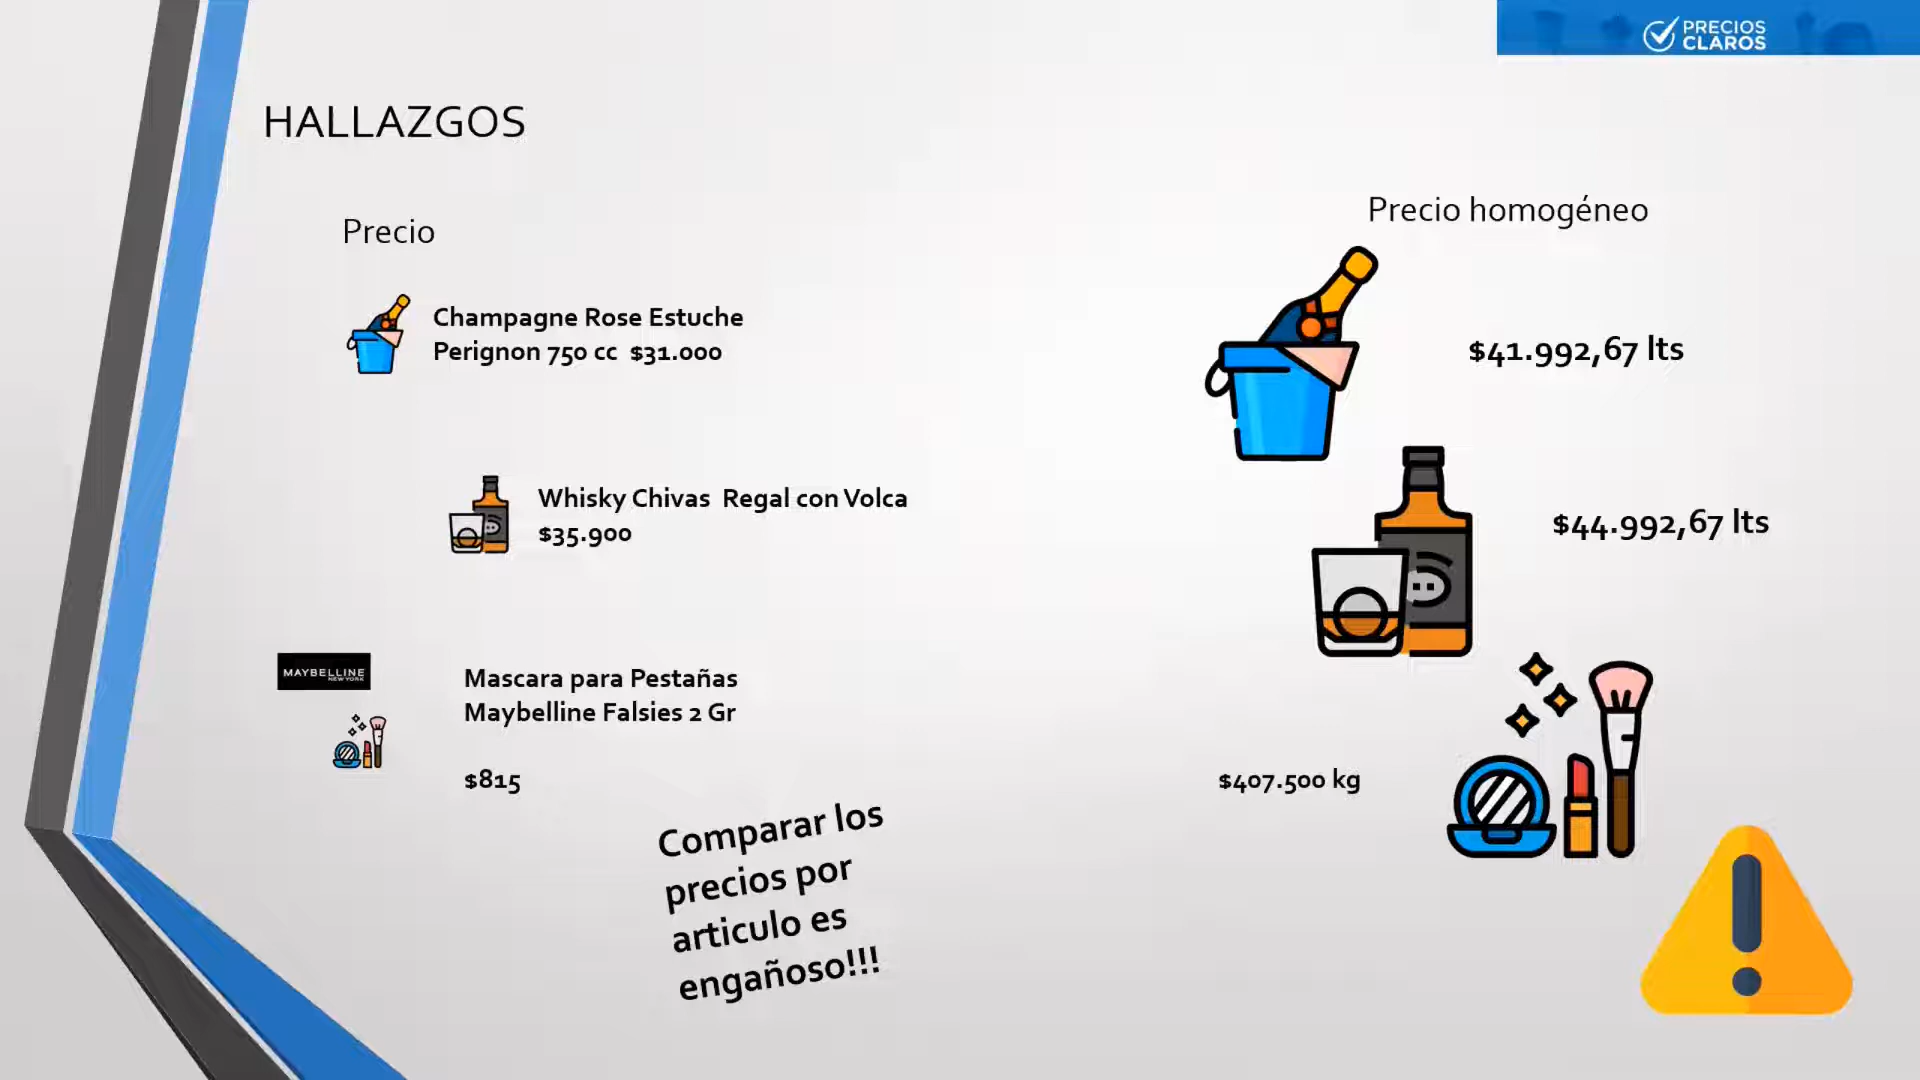 PRECIOS
CLAROS
HALLAZGOS
Precio
Precio homogéneo
Champagne Rose Estuche
Perignon 750 cc $31.000
$41.992,67 lts
Whisky Chivas Regal con Volca
$35.900
$44.992,67 lts
MAYBELLINE
NEW YORK
Mascara para Pestañas
Maybelline Falsies 2 Gr
$815
$407.500 kg
Comparar los
precios por
articulo es
engañoso!!!